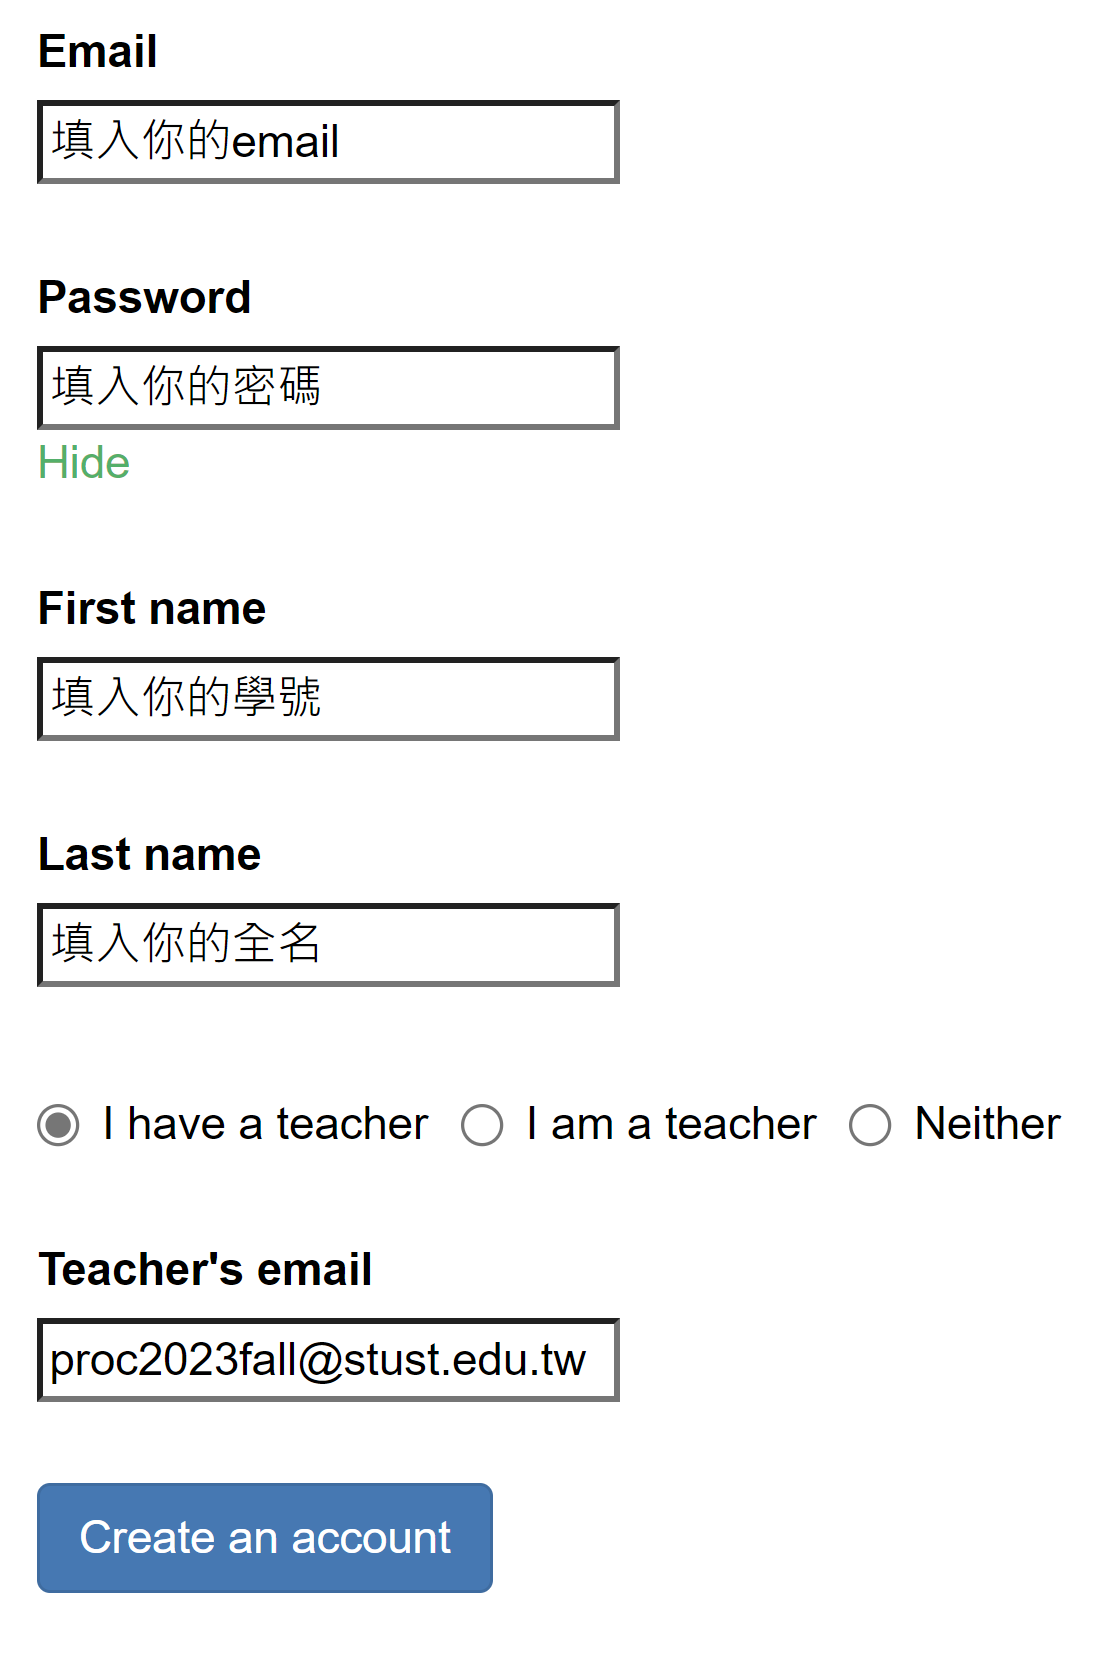 Email
填入你的email
Password
填入你的密碼
Hide
First name
填入你的學號
Last name
填入你的全名
I have a teacher I am a teacher Neither
Teacher's email
proc2023fall@stust.edu.tw
Create an account